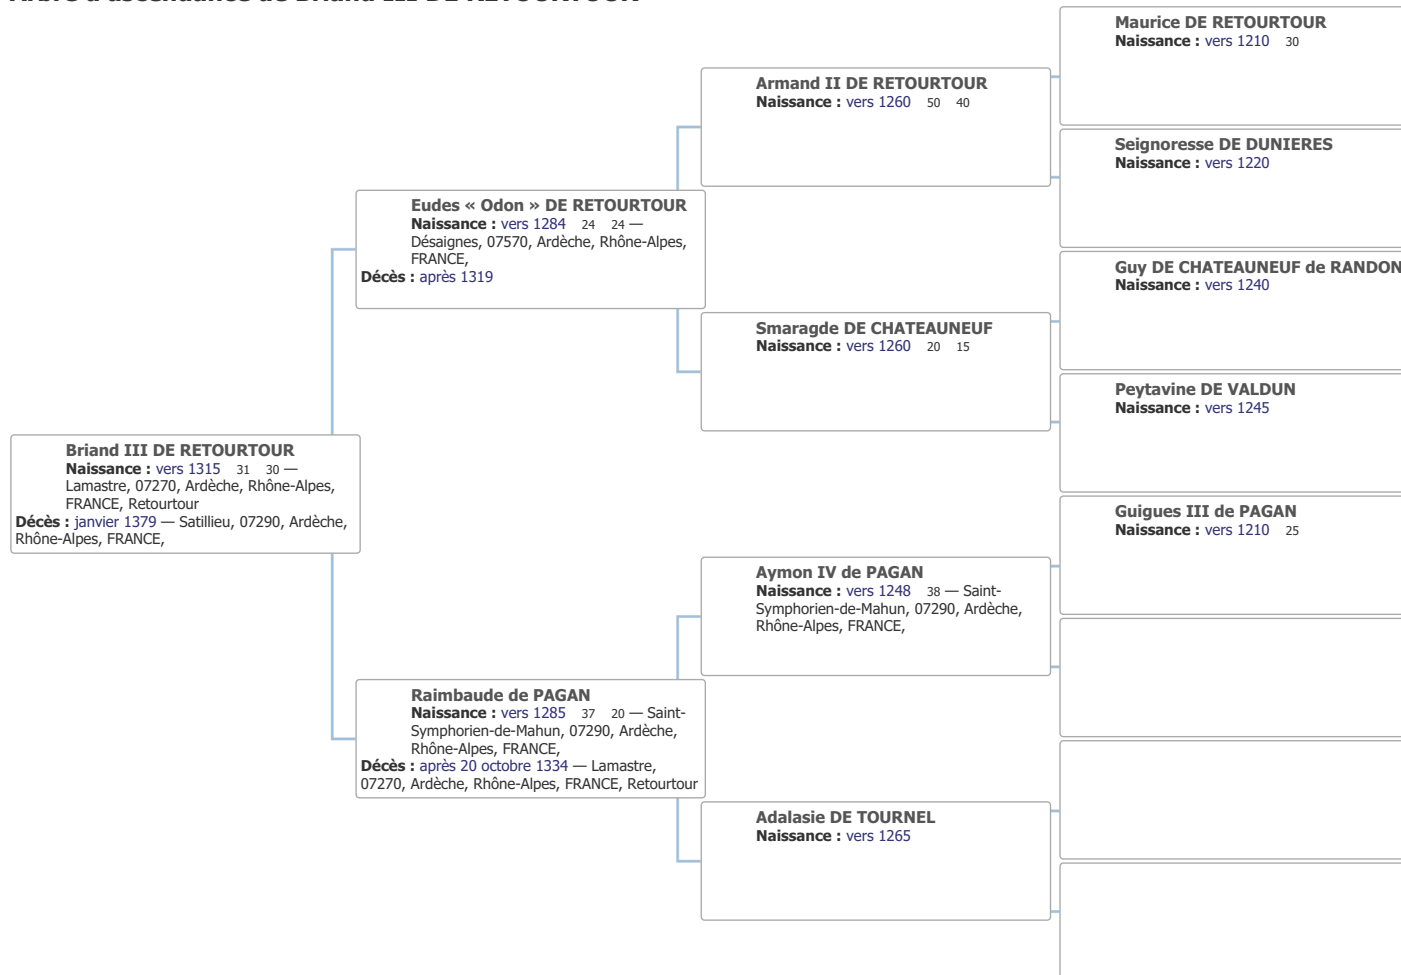 Maurice DE RETOURTOUR
Naissance : vers 1210 30
Armand II DE RETOURTOUR
Naissance : vers 1260 50 40
Seignoresse DE DUNIERES
Naissance : vers 1220
Eudes « Odon » DE RETOURTOUR
Naissance : vers 1284 24 24 —
Désaignes, 07570, Ardèche, Rhône-Alpes,
FRANCE,
Décès : après 1319
Guy DE CHATEAUNEUF de RANDON
Naissance : vers 1240
Smaragde DE CHATEAUNEUF
Naissance : vers 1260 20 15
Peytavine DE VALDUN
Naissance : vers 1245
Briand III DE RETOURTOUR
Naissance : vers 1315 31 30 —
Lamastre, 07270, Ardèche, Rhône-Alpes,
FRANCE, Retourtour
Décès : janvier 1379 — Satillieu, 07290, Ardèche,
Rhône-Alpes, FRANCE,
Guigues III de PAGAN
Naissance : vers 1210 25
Aymon IV de PAGAN
Naissance : vers 1248 38 — Saint-
Symphorien-de-Mahun, 07290, Ardèche,
Rhône-Alpes, FRANCE,
Raimbaude de PAGAN
Naissance : vers 1285 37 20 — Saint-
Symphorien-de-Mahun, 07290, Ardèche,
Rhône-Alpes, FRANCE,
Décès : après 20 octobre 1334 — Lamastre,
07270, Ardèche, Rhône-Alpes, FRANCE, Retourtour
Adalasie DE TOURNEL
Naissance : vers 1265